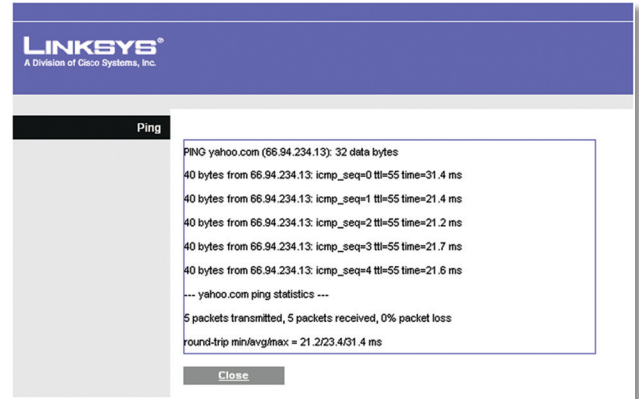 LINKSYS®
A Division of Cisco Systems, Inc.
Ping
PING yahoo.com (66.94.234.13): 32 data bytes
40 bytes from 66.94.234.13: icmp_seq=0 ttl=55 time=31.4 ms
40 bytes from 66.94.234.13: icmp_seq=1 ttl=55 time=21.4 ms
40 bytes from 66.94.234.13: icmp_seq=2 ttl=55 time=21.2 ms
40 bytes from 66.94.234.13: icmp_seq=3 ttl=55 time=21.7 ms
40 bytes from 66.94.234.13: icmp_seq=4 ttl=55 time=21.6 ms
--- yahoo.com ping statistics ---
5 packets transmitted, 5 packets received, 0% packet loss
round-trip min/avg/max = 21.2/23.4/31.4 ms
Close